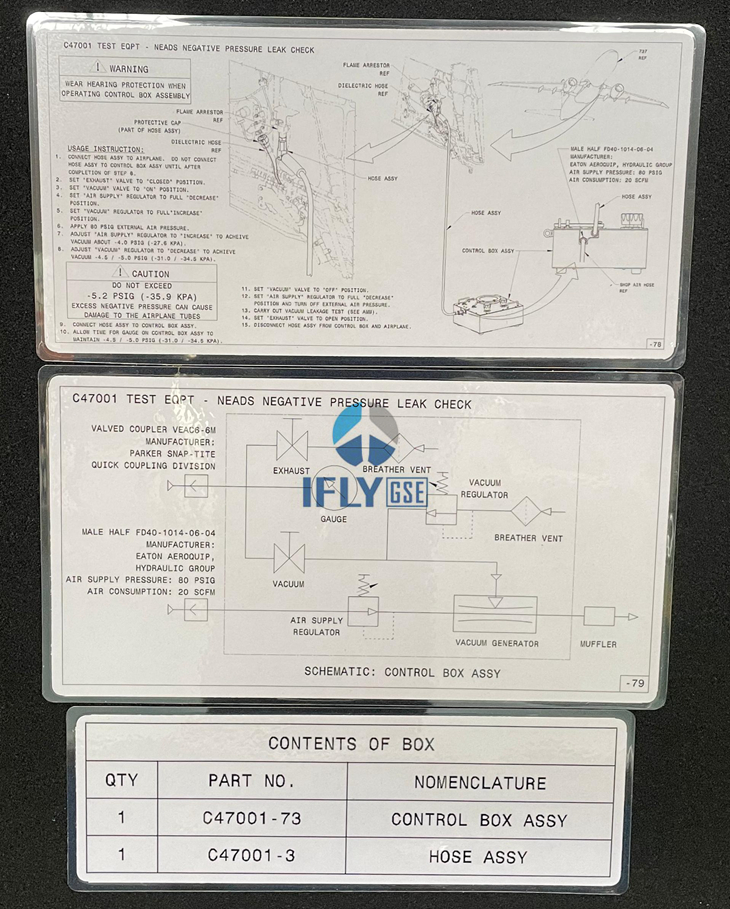 C47001 TEST EQPT - NEADS NEGATIVE PRESSURE LEAK CHECK
WARNING
WEAR HEARING PROTECTION WHEN
OPERATING CONTROL BOX ASSEMBLY
FLAME ARRESTOR
REF
PROTECTIVE CAP
(PART OF HOSE ASSY)
DIELECTRIC HOSE
REF
FLAME ARRESTOR
REF
DIELECTRIC HOSE
REF
787
REF
USAGE INSTRUCTION:
1. CONNECT HOSE ASSY TO AIRPLANE. DO NOT CONNECT
HOSE ASSY TO CONTROL BOX ASSY UNTIL AFTER
COMPLETION OF STEP 8.
2. SET "EXHAUST" VALVE TO "CLOSED" POSITION.
3. SET "VACUUM" VALVE TO "ON" POSITION.
4. SET "AIR SUPPLY" REGULATOR TO FULL "DECREASE"
POSITION.
5. SET "VACUUM" REGULATOR TO FULL"INCREASE"
POSITION.
6. APPLY 80 PSIG EXTERNAL AIR PRESSURE.
7. ADJUST "AIR SUPPLY" REGULATOR TO "INCREASE" TO ACHEIVE
VACUUM ABOUT -4.0 PSIG (-27.6 KPA).
8. ADJUST "VACUUM" REGULATOR TO "DECREASE" TO ACHIEVE
VACUUM -4.5 / -5.0 PSIG (-31.0 / -34.5 KPA).
CAUTION
DO NOT EXCEED
-5.2 PSIG (-35.9 KPA)
EXCESS NEGATIVE PRESSURE CAN CAUSE
DAMAGE TO THE AIRPLANE TUBES
9. CONNECT HOSE ASSY TO CONTROL BOX ASSY.
10. ALLOW TIME FOR GAUGE ON CONTROL BOX ASSY TO
MAINTAIN -4.5 / -5.0 PSIG (-31.0 / -34.5 KPA).
11. SET "VACUUM" VALVE TO "OFF" POSITION.
12. SET "AIR SUPPLY" REGULATOR TO FULL "DECREASE"
POSITION AND TURN OFF EXTERNAL AIR PRESSURE.
13. CARRY OUT VACUUM LEAKAGE TEST (SEE AMM).
14. SET "EXHAUST" VALVE TO OPEN POSITION.
15. DISCONNECT HOSE ASSY FROM CONTROL BOX AND AIRPLANE.
HOSE ASSY
MALE HALF FD40-1014-06-04
MANUFACTURER:
EATON AEROQUIP, HYDRAULIC GROUP
AIR SUPPLY PRESSURE: 80 PSIG
AIR CONSUMPTION: 20 SCFM
HOSE ASSY
HOSE ASSY
CONTROL BOX ASSY
SHOP AIR HOSE
REF
-78
C47001 TEST EQPT - NEADS NEGATIVE PRESSURE LEAK CHECK
VALVED COUPLER VEAC6-6M
MANUFACTURER:
PARKER SNAP-TITE
QUICK COUPLING DIVISION
EXHAUST
BREATHER VENT
IFLY GSE
GAUGE
VACUUM
REGULATOR
BREATHER VENT
MALE HALF FD40-1014-06-04
MANUFACTURER:
EATON AEROQUIP,
HYDRAULIC GROUP
AIR SUPPLY PRESSURE: 80 PSIG
AIR CONSUMPTION: 20 SCFM
VACUUM
AIR SUPPLY
REGULATOR
VACUUM GENERATOR
MUFFLER
SCHEMATIC: CONTROL BOX ASSY
-79
CONTENTS OF BOX
QTY PART NO. NOMENCLATURE
1 C47001-73 CONTROL BOX ASSY
1 C47001-3 HOSE ASSY